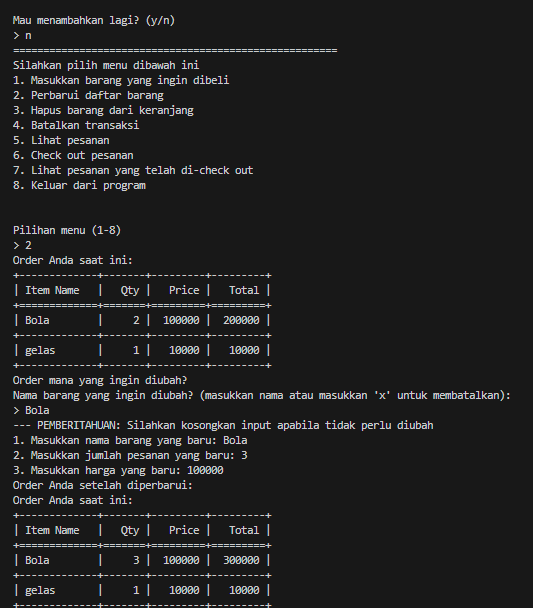 Mau menambahkan lagi? (y/n)
> n
======================================================
Silahkan pilih menu dibawah ini
1. Masukkan barang yang ingin dibeli
2. Perbarui daftar barang
3. Hapus barang dari keranjang
4. Batalkan transaksi
5. Lihat pesanan
6. Check out pesanan
7. Lihat pesanan yang telah di-check out
8. Keluar dari program
Pilihan menu (1-8)
> 2
Order Anda saat ini:
+-------------+-------+---------+---------+
| Item Name   |   Qty |   Price |   Total |
+=============+=======+=========+=========+
| Bola        |     2 |  100000 |  200000 |
+-------------+-------+---------+---------+
| gelas       |     1 |   10000 |   10000 |
+-------------+-------+---------+---------+
Order mana yang ingin diubah?
Nama barang yang ingin diubah? (masukkan nama atau masukkan 'x' untuk membatalkan):
> Bola
--- PEMBERITAHUAN: Silahkan kosongkan input apabila tidak perlu diubah
1. Masukkan nama barang yang baru: Bola
2. Masukkan jumlah pesanan yang baru: 3
3. Masukkan harga yang baru: 100000
Order Anda setelah diperbarui:
Order Anda saat ini:
+-------------+-------+---------+---------+
| Item Name   |   Qty |   Price |   Total |
+=============+=======+=========+=========+
| Bola        |     3 |  100000 |  300000 |
+-------------+-------+---------+---------+
| gelas       |     1 |   10000 |   10000 |
+-------------+-------+---------+---------+